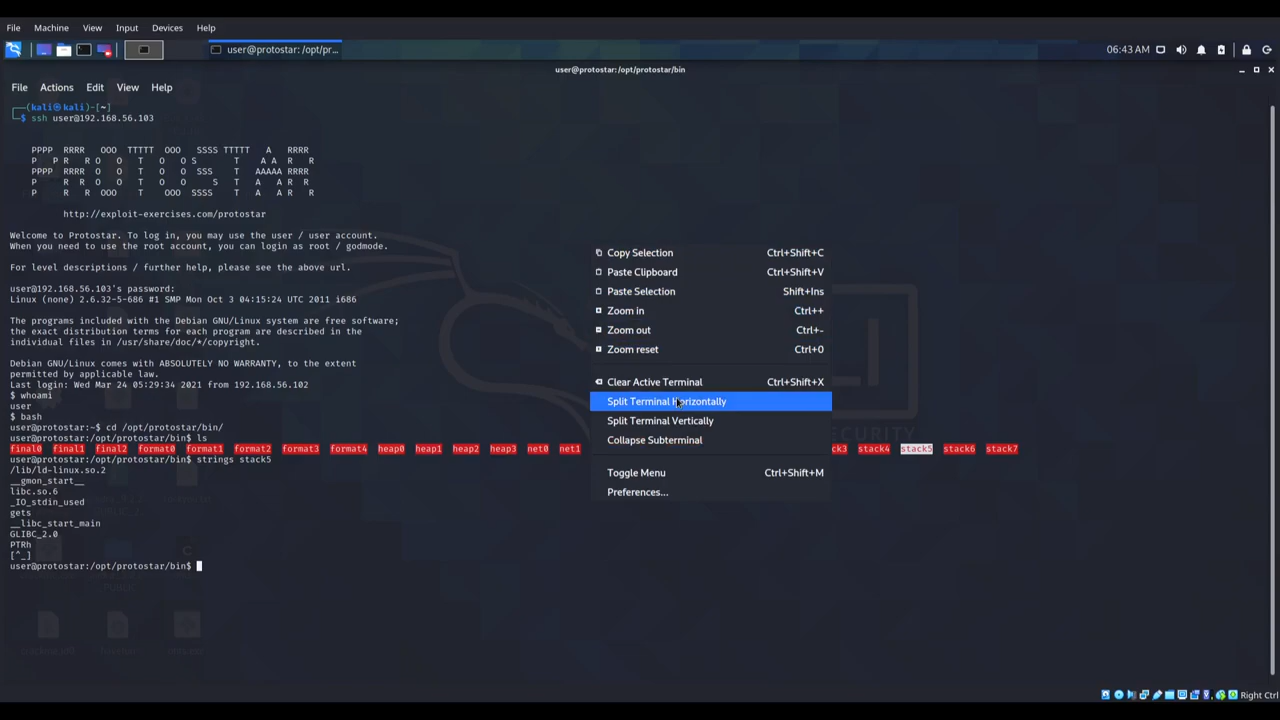 File Machine View Input Devices Help
user@protostar: /opt/pr...
06:43 AM
user@protostar:/opt/protostar/bin
File Actions Edit View Help
┌──(kali㉿kali)-[~]
└─$ ssh user@192.168.56.103
PPPP  RRRR   OOO  TTTTT  OOO   SSSS TTTTT   A   RRRR
P   P R   R O   O   T   O   O S       T    A A  R   R
PPPP  RRRR  O   O   T   O   O  SSS    T   AAAAA RRRR
P     R  R  O   O   T   O   O     S   T   A   A R  R
P     R   R  OOO    T    OOO  SSSS    T   A   A R   R
http://exploit-exercises.com/protostar
Welcome to Protostar. To log in, you may use the user / user account.
When you need to use the root account, you can login as root / godmode.
For level descriptions / further help, please see the above url.
user@192.168.56.103's password:
Linux (none) 2.6.32-5-686 #1 SMP Mon Oct 3 04:15:24 UTC 2011 i686
The programs included with the Debian GNU/Linux system are free software;
the exact distribution terms for each program are described in the
individual files in /usr/share/doc/*/copyright.
Debian GNU/Linux comes with ABSOLUTELY NO WARRANTY, to the extent
permitted by applicable law.
Last login: Wed Mar 24 05:29:34 2021 from 192.168.56.102
$ whoami
user
$ bash
user@protostar:~$ cd /opt/protostar/bin/
user@protostar:/opt/protostar/bin$ ls
final0 final1 final2 format0 format1 format2 format3 format4 heap0 heap1 heap2 heap3 net0 net1 ck3 stack4 stack5 stack6 stack7
user@protostar:/opt/protostar/bin$ strings stack5
/lib/ld-linux.so.2
__gmon_start__
libc.so.6
_IO_stdin_used
gets
__libc_start_main
GLIBC_2.0
PTRh
[^_]
user@protostar:/opt/protostar/bin$
Copy Selection Ctrl+Shift+C
Paste Clipboard Ctrl+Shift+V
Paste Selection Shift+Ins
Zoom in Ctrl++
Zoom out Ctrl+-
Zoom reset Ctrl+0
Clear Active Terminal Ctrl+Shift+X
Split Terminal Horizontally
Split Terminal Vertically
Collapse Subterminal
Toggle Menu Ctrl+Shift+M
Preferences...
Right Ctrl